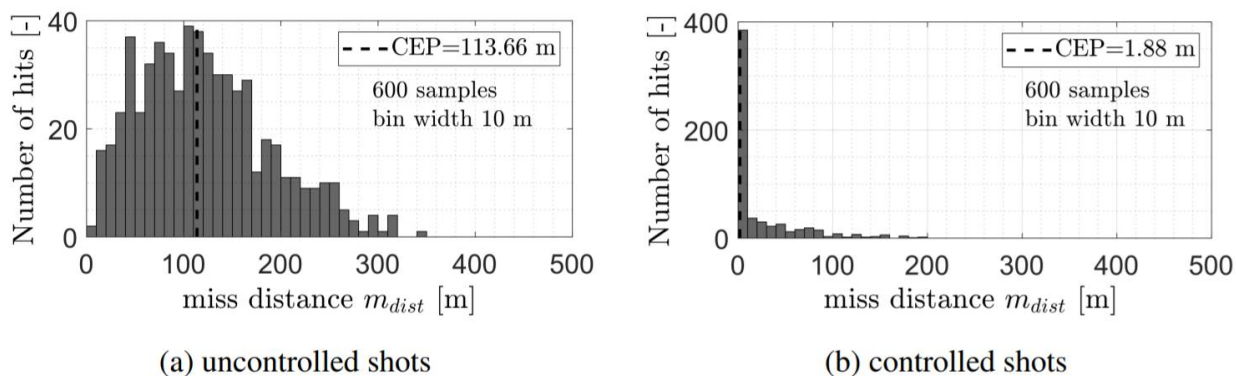 40
20
0
Number of hits [-]
CEP=113.66 m
600 samples
bin width 10 m
0 100 200 300 400 500
miss distance m_dist [m]
(a) uncontrolled shots
400
200
0
Number of hits [-]
CEP=1.88 m
600 samples
bin width 10 m
0 100 200 300 400 500
miss distance m_dist [m]
(b) controlled shots